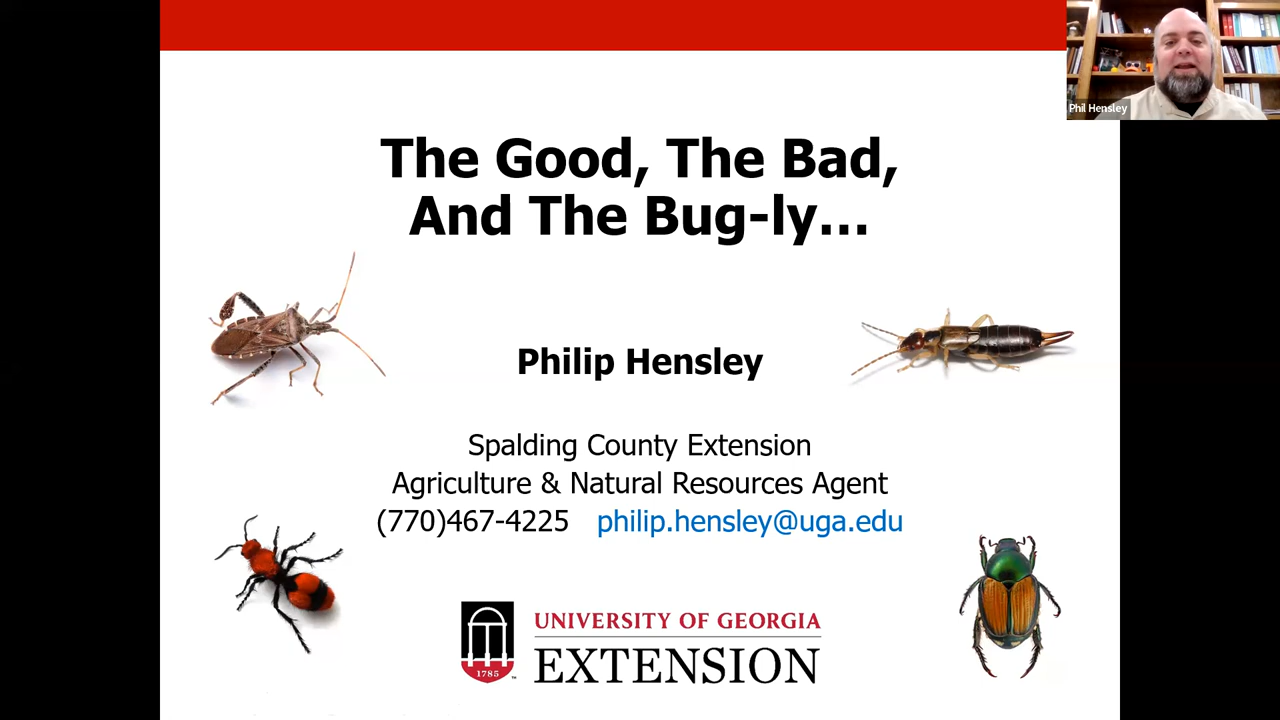 Phil Hensley
The Good, The Bad,
And The Bug-ly…
Philip Hensley
Spalding County Extension
Agriculture & Natural Resources Agent
(770)467-4225 philip.hensley@uga.edu
UNIVERSITY OF GEORGIA
EXTENSION
1785